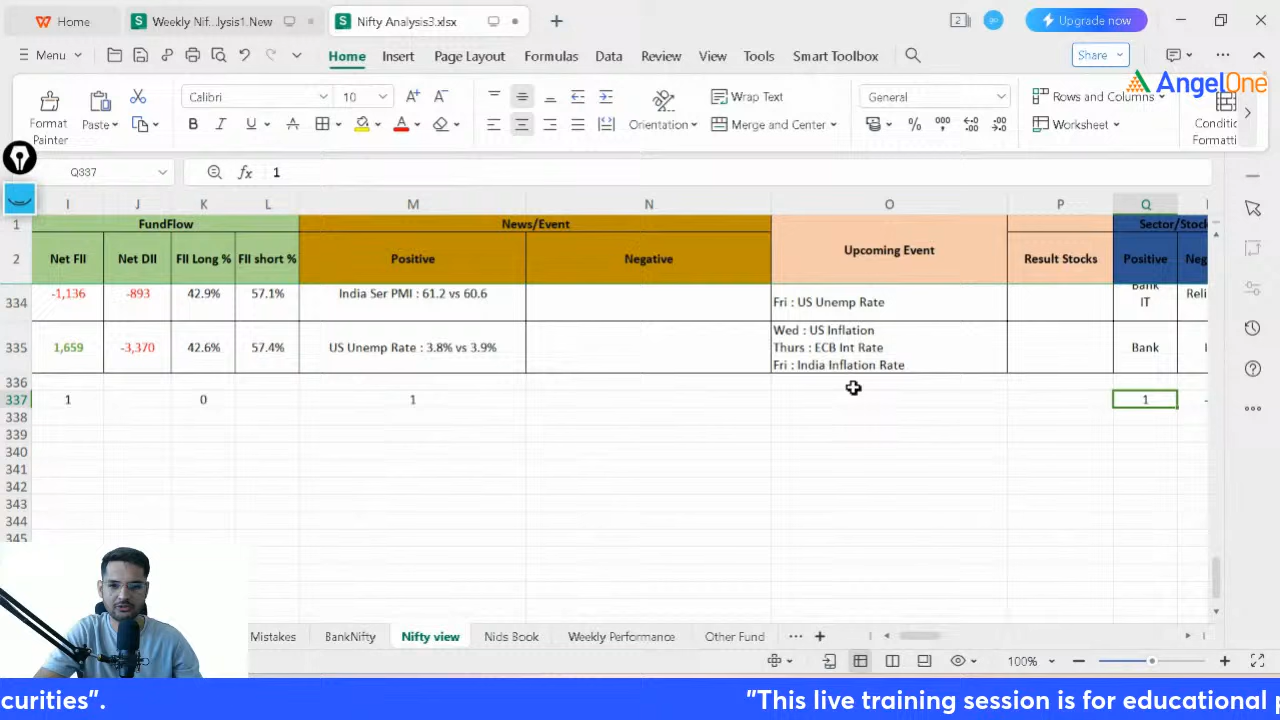 Home
Weekly Nif...lysis1.New
Nifty Analysis3.xlsx
Upgrade now
Menu
Home
Insert
Page Layout
Formulas
Data
Review
View
Tools
Smart Toolbox
Share
AngelOne
Format
Painter
Paste
Calibri
10
Orientation
Wrap Text
Merge and Center
General
Rows and Columns
Worksheet
Conditic
Formatti
Q337
fx 1
I J K L M N O P Q
1 FundFlow News/Event Sector/Stock
2 Net FII Net DII FII Long % FII short % Positive Negative Upcoming Event Result Stocks Positive Neg
334 -1,136 -893 42.9% 57.1% India Ser PMI : 61.2 vs 60.6 Fri : US Unemp Rate Bank
IT Reli
335 1,659 -3,370 42.6% 57.4% US Unemp Rate : 3.8% vs 3.9% Wed : US Inflation
Thurs : ECB Int Rate
Fri : India Inflation Rate Bank
336
337 1 0 1 1 -
338
339
340
341
342
343
344
345
Mistakes
BankNifty
Nifty view
Nids Book
Weekly Performance
Other Fund
100%
curities".
"This live training session is for educational p